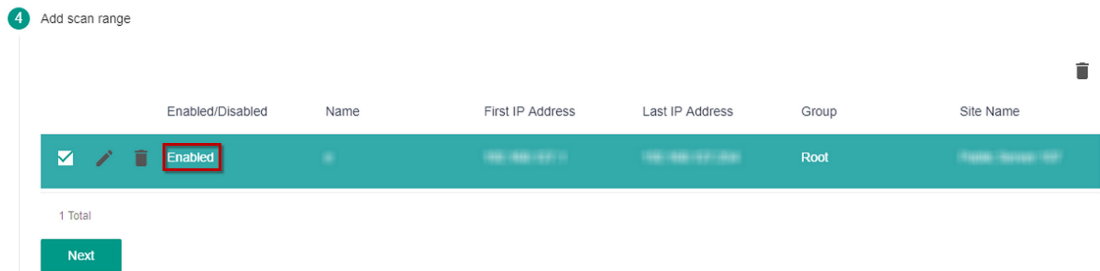 4 Add scan range
Enabled/Disabled Name First IP Address Last IP Address Group Site Name
Enabled Root
1 Total
Next